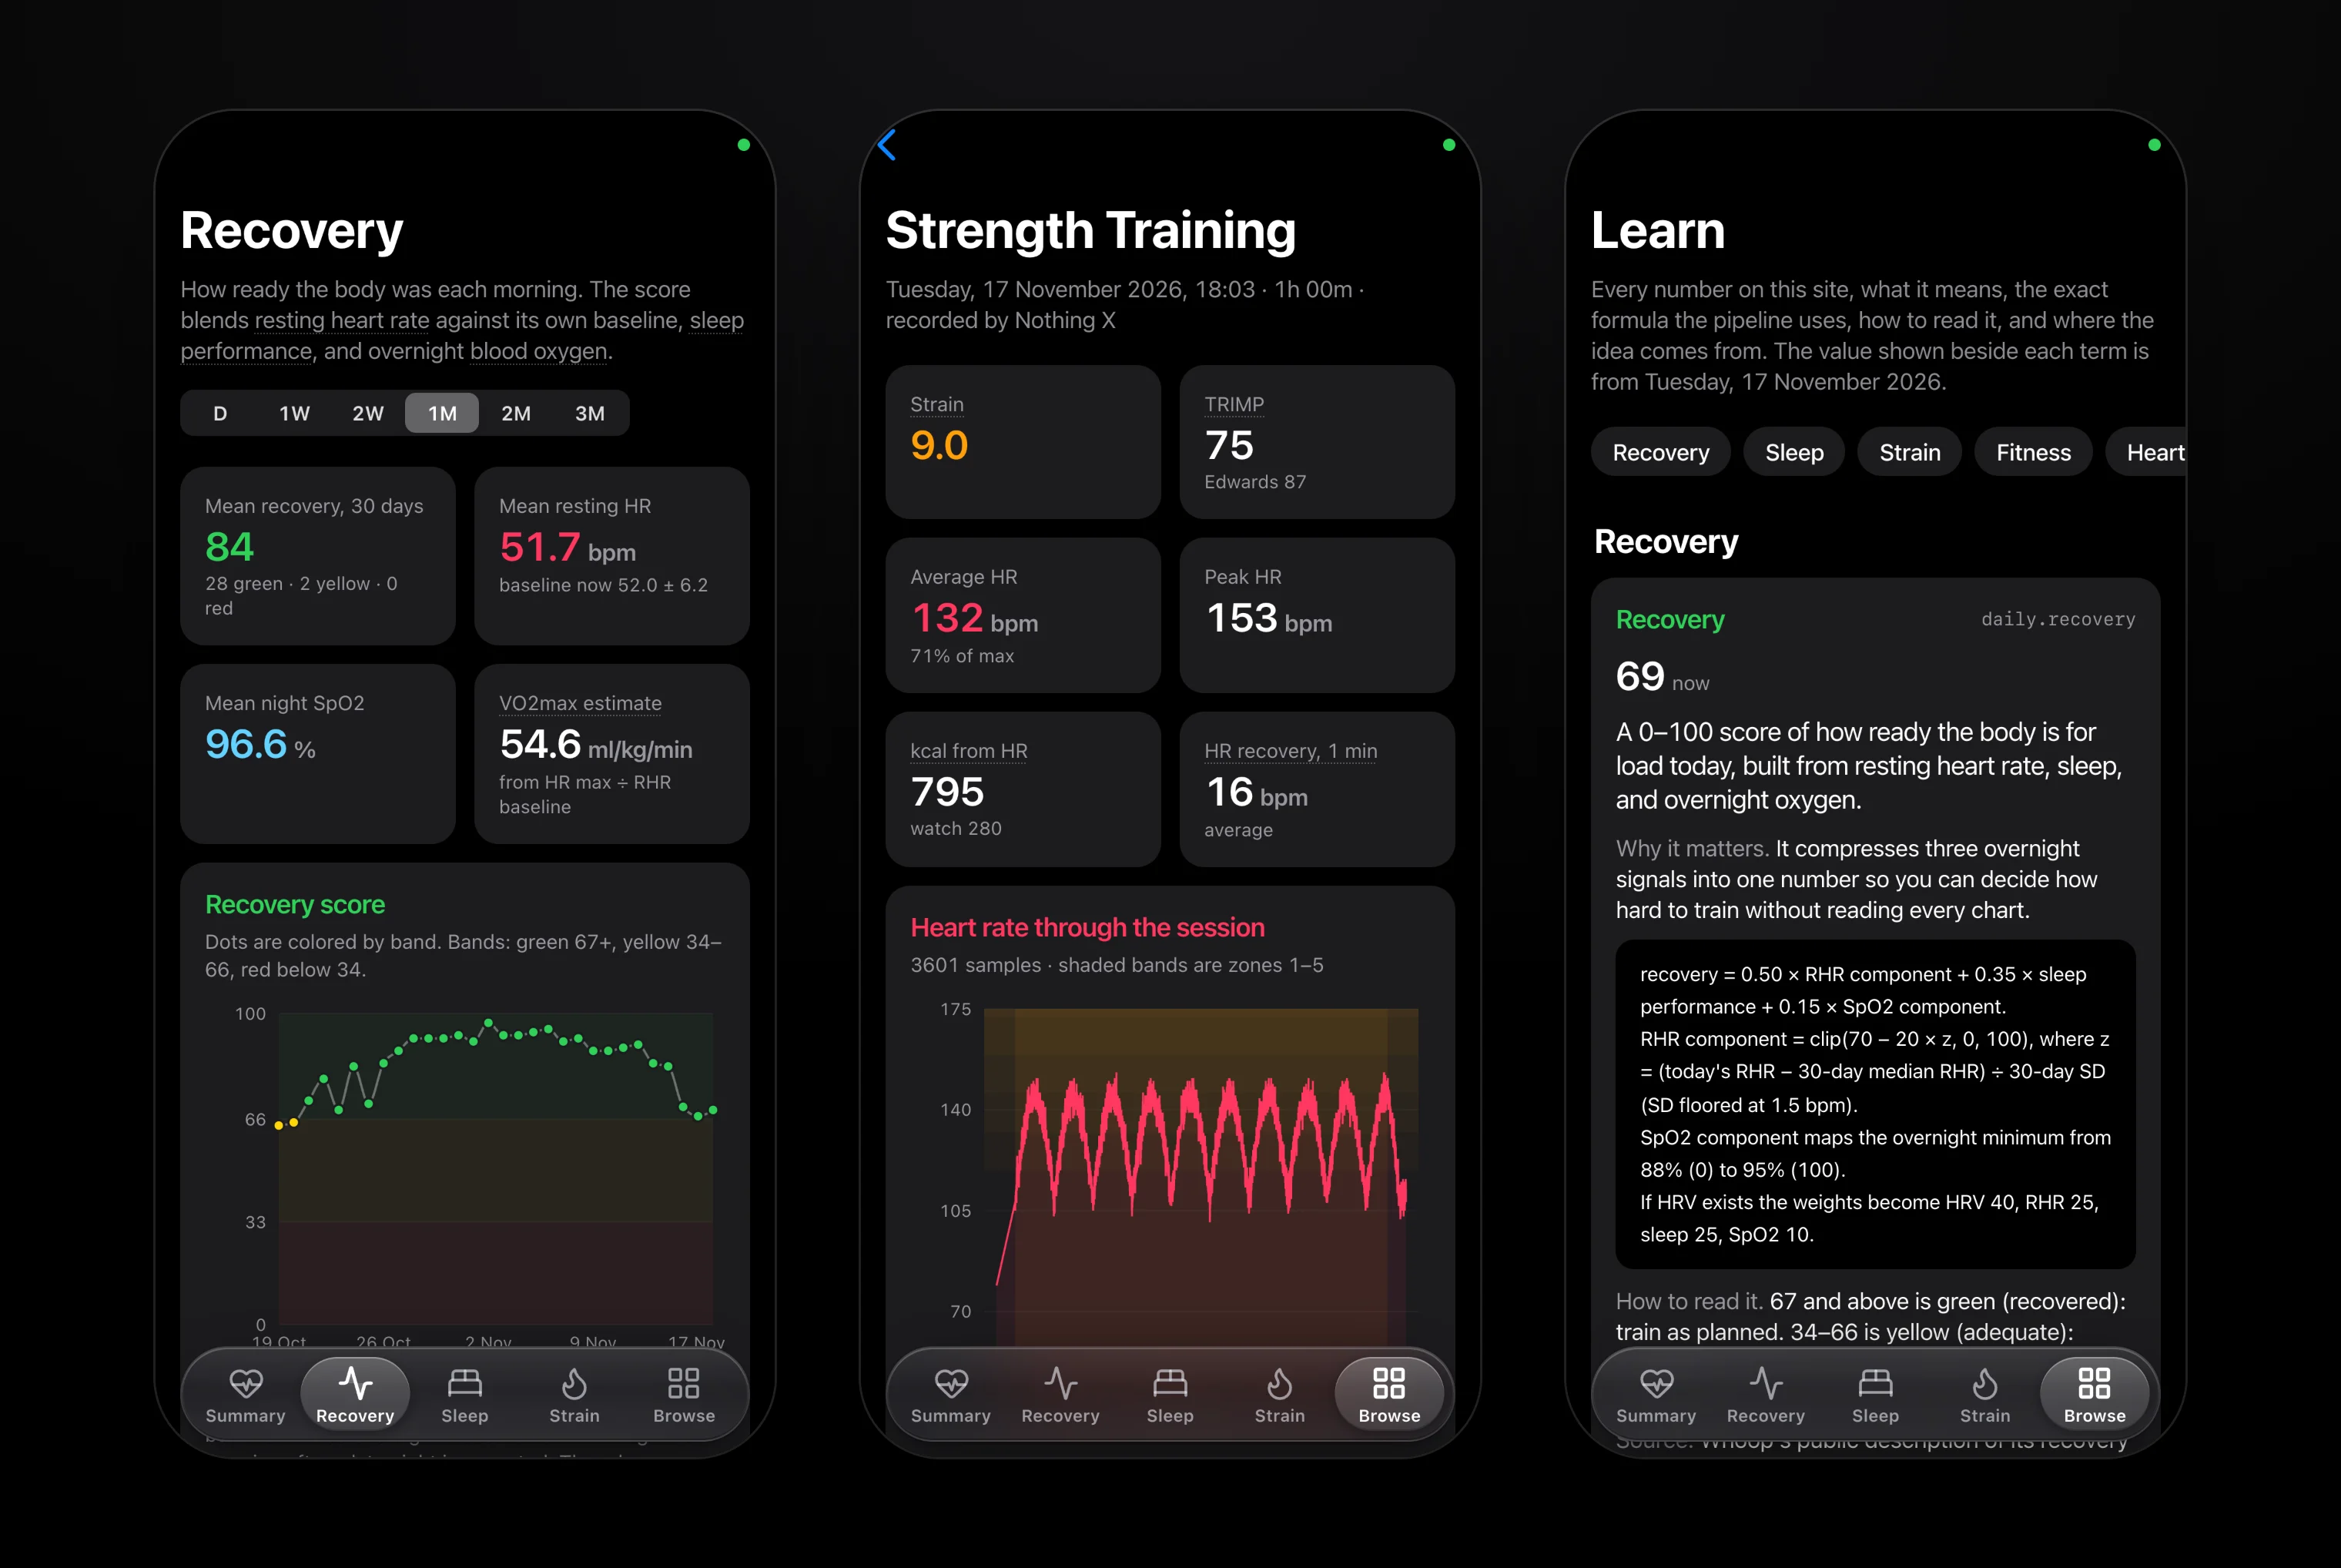 Recovery
How ready the body was each morning. The score
blends resting heart rate against its own baseline, sleep
performance, and overnight blood oxygen.
D 1W 2W 1M 2M 3M
Mean recovery, 30 days
84
28 green · 2 yellow · 0
red
Mean resting HR
51.7 bpm
baseline now 52.0 ± 6.2
Mean night SpO2
96.6 %
VO2max estimate
54.6 ml/kg/min
from HR max ÷ RHR
baseline
Recovery score
Dots are colored by band. Bands: green 67+, yellow 34–
66, red below 34.
100
66
33
0
19 Oct 26 Oct 2 Nov 9 Nov 17 Nov
Summary Recovery Sleep Strain Browse
Strength Training
Tuesday, 17 November 2026, 18:03 · 1h 00m ·
recorded by Nothing X
Strain
9.0
TRIMP
75
Edwards 87
Average HR
132 bpm
71% of max
Peak HR
153 bpm
kcal from HR
795
watch 280
HR recovery, 1 min
16 bpm
average
Heart rate through the session
3601 samples · shaded bands are zones 1–5
175
140
105
70
Summary Recovery Sleep Strain Browse
Learn
Every number on this site, what it means, the exact
formula the pipeline uses, how to read it, and where the
idea comes from. The value shown beside each term is
from Tuesday, 17 November 2026.
Recovery Sleep Strain Fitness Heart
Recovery
Recovery daily.recovery
69 now
A 0–100 score of how ready the body is for
load today, built from resting heart rate, sleep,
and overnight oxygen.
Why it matters. It compresses three overnight
signals into one number so you can decide how
hard to train without reading every chart.
recovery = 0.50 × RHR component + 0.35 × sleep
performance + 0.15 × SpO2 component.
RHR component = clip(70 − 20 × z, 0, 100), where z
= (today's RHR − 30-day median RHR) ÷ 30-day SD
(SD floored at 1.5 bpm).
SpO2 component maps the overnight minimum from
88% (0) to 95% (100).
If HRV exists the weights become HRV 40, RHR 25,
sleep 25, SpO2 10.
How to read it. 67 and above is green (recovered):
train as planned. 34–66 is yellow (adequate):
Summary Recovery Sleep Strain Browse
Source. Whoop's public description of its recovery